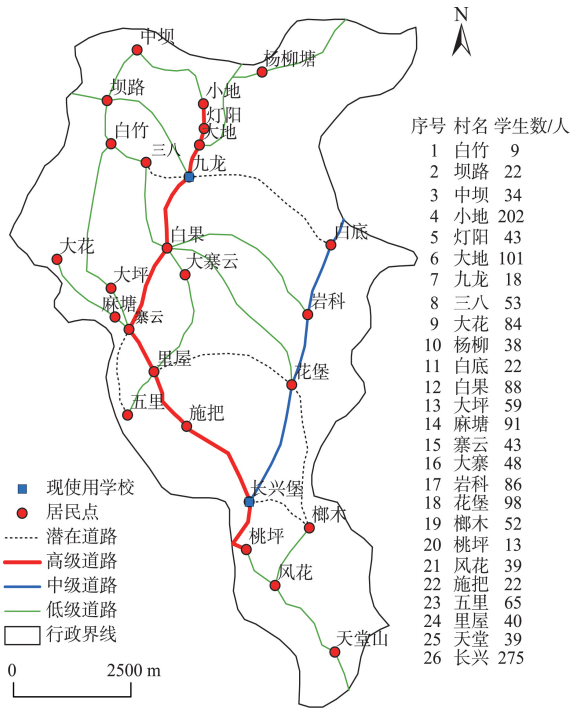 N
中坝
杨柳塘
坝路
小地
灯阳
大地
白竹
三八
九龙
白底
白果
大花
大寨云
大坪
麻塘
寨云
岩科
里屋
花堡
五里
施把
长兴堡
榔木
桃坪
风花
天堂山
序号 村名 学生数/人
1 白竹 9
2 坝路 22
3 中坝 34
4 小地 202
5 灯阳 43
6 大地 101
7 九龙 18
8 三八 53
9 大花 84
10 杨柳 38
11 白底 22
12 白果 88
13 大坪 59
14 麻塘 91
15 寨云 43
16 大寨 48
17 岩科 86
18 花堡 98
19 榔木 52
20 桃坪 13
21 风花 39
22 施把 22
23 五里 65
24 里屋 40
25 天堂 39
26 长兴 275
现使用学校
居民点
潜在道路
高级道路
中级道路
低级道路
行政界线
0 2500 m